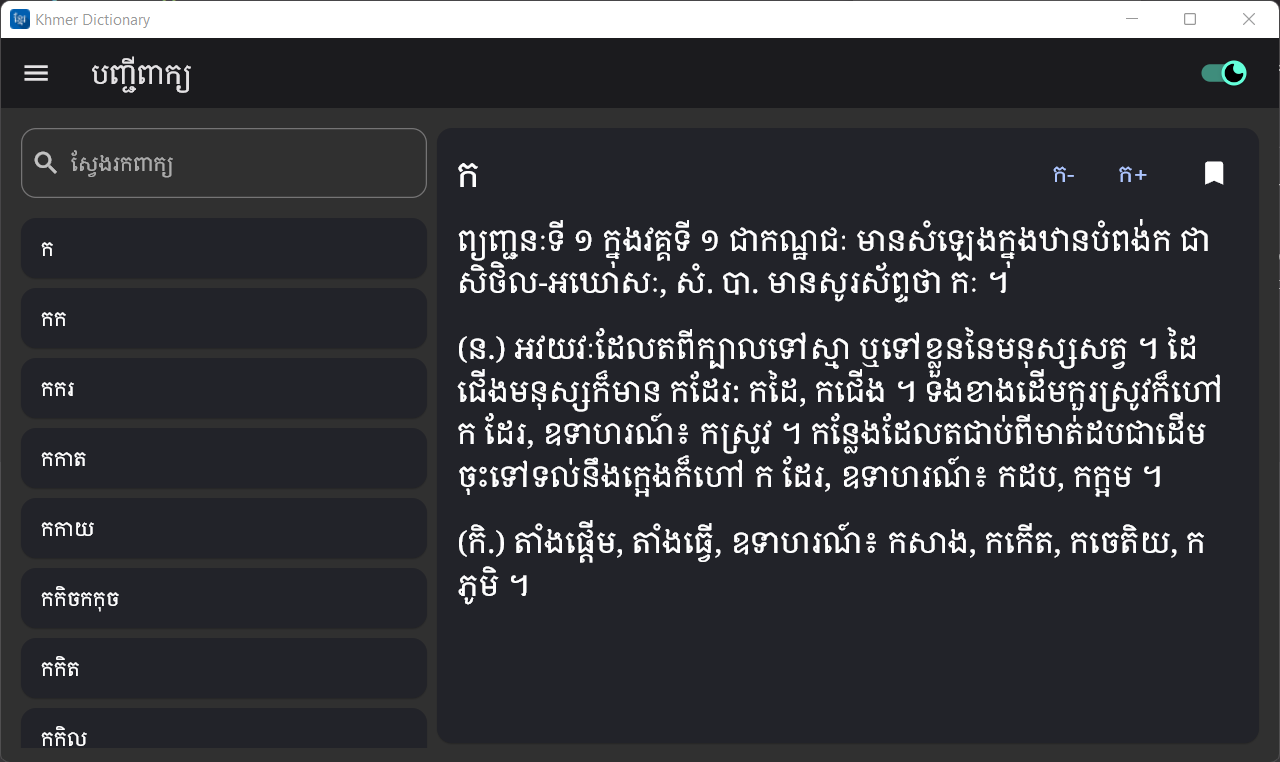 Khmer Dictionary
បញ្ជីពាក្យ
ស្វែងរកពាក្យ
ក
កក
កករ
កកាត
កកាយ
កកិចកកុច
កកិត
កកិល
ក
ក-
ក+
ព្យញ្ជនៈទី ១ ក្នុងវគ្គទី ១ ជាកណ្ឋជៈ មានសំឡេងក្នុងឋានបំពង់ក ជា
សិថិល-អឃោសៈ, សំ. បា. មានសូរស័ព្ទថា កៈ ។
(ន.) អវយវៈដែលតពីក្បាលទៅស្មា ឬទៅខ្លួននៃមនុស្សសត្វ ។ ដៃ
ជើងមនុស្សក៏មាន កដែរ: កដៃ, កជើង ។ ទងខាងដើមកួរស្រូវក៏ហៅ
ក ដែរ, ឧទាហរណ៍៖ កស្រូវ ។ កន្លែងដែលតជាប់ពីមាត់ដបជាដើម
ចុះទៅទល់នឹងក្អេងក៏ហៅ ក ដែរ, ឧទាហរណ៍៖ កដប, កក្អម ។
(កិ.) តាំងផ្ដើម, តាំងធ្វើ, ឧទាហរណ៍៖ កសាង, កកើត, កចេតិយ, ក
ភូមិ ។